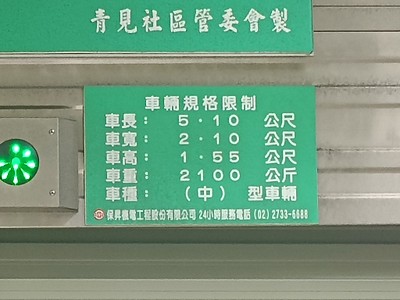 青見社區管委會製
車輛規格限制
車長： 5·10 公尺
車寬： 2·10 公尺
車高： 1·55 公尺
車重： 2100 公斤
車種： （中） 型車輛
保昇機電工程股份有限公司 24小時服務電話 (02) 2733-6688